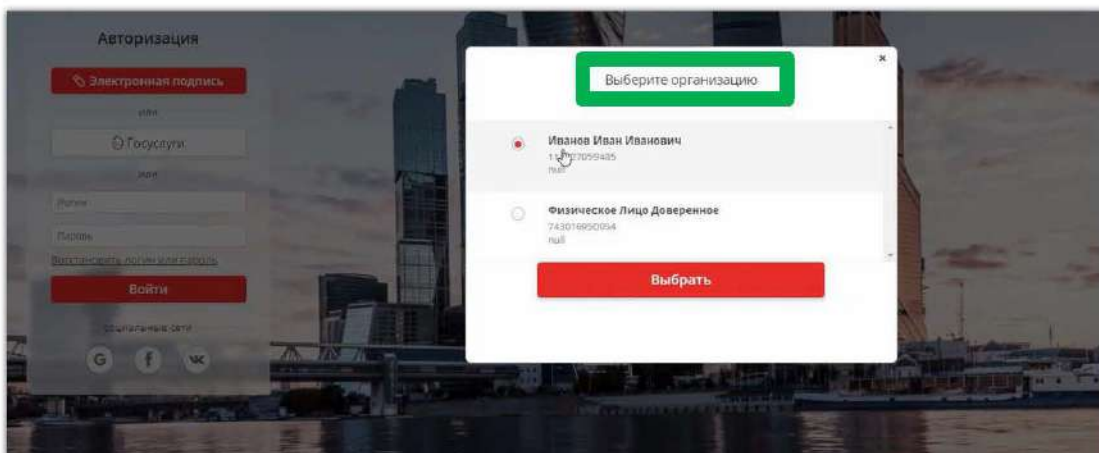 Авторизация
Электронная подпись
или
Госуслуги
или
Логин
Пароль
Восстановить логин или пароль
Войти
социальные сети
G f
Выберите организацию
×
Иванов Иван Иванович
null
Физическое Лицо Доверенное
743016950954
null
Выбрать